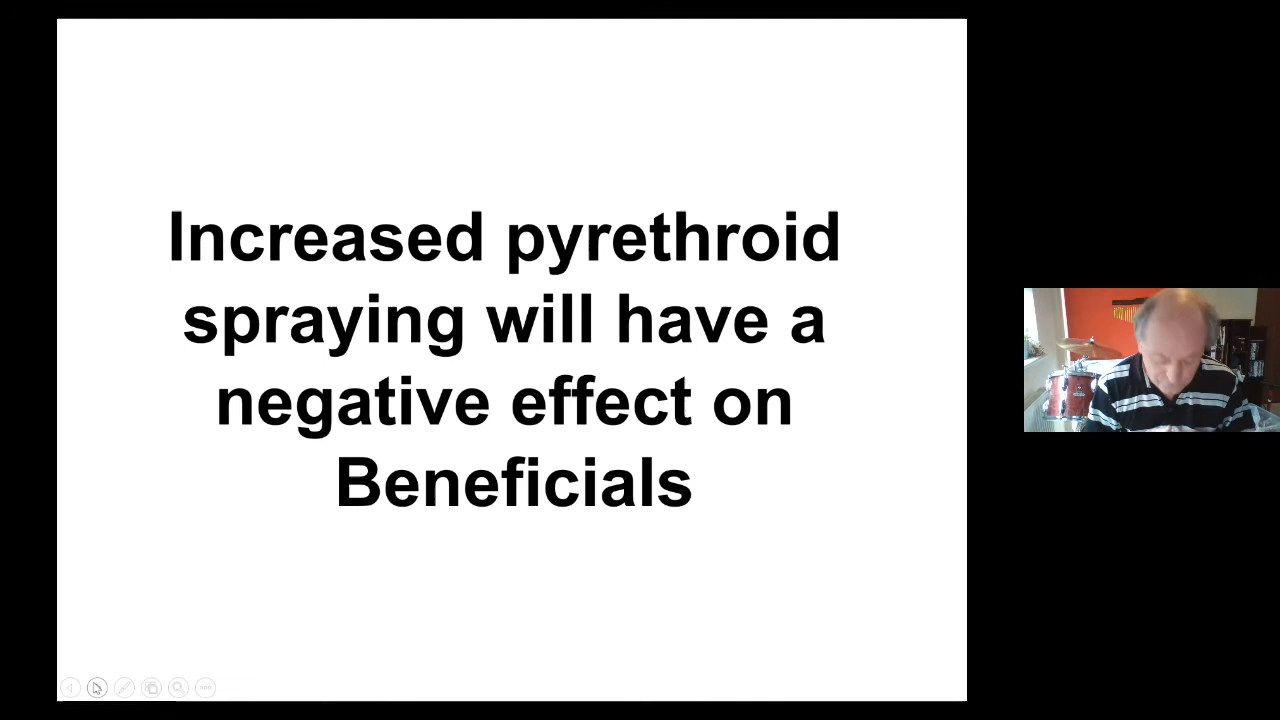 Increased pyrethroid
spraying will have a
negative effect on
Beneficials